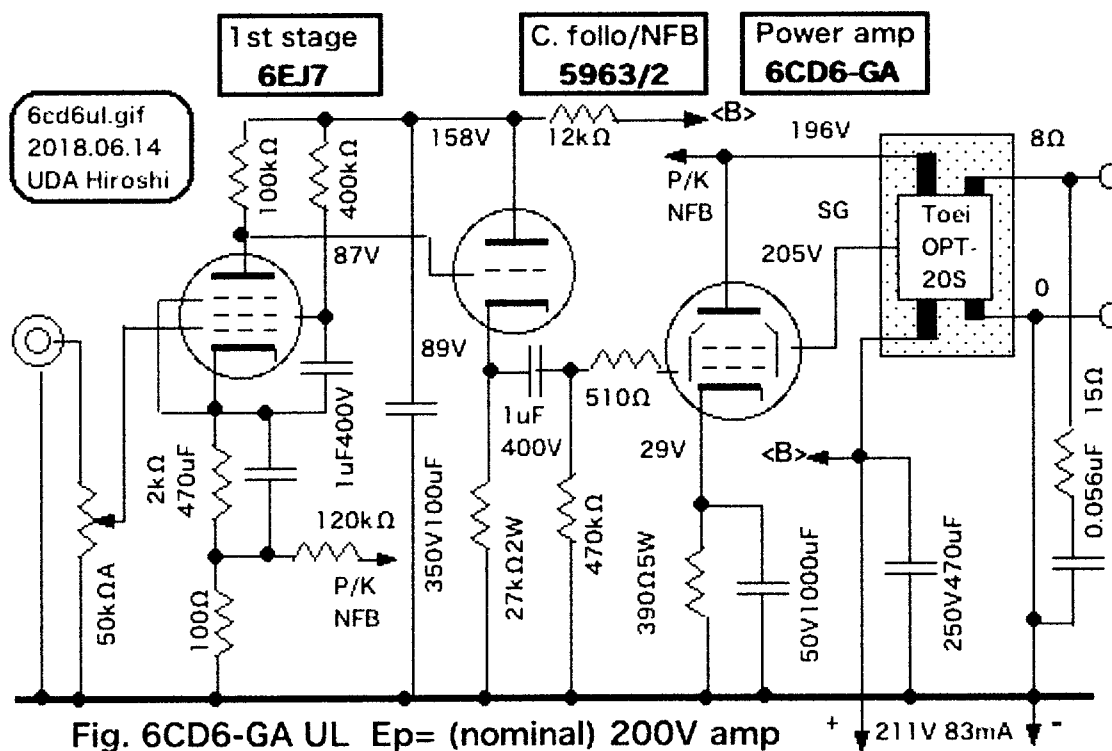 1st stage
6EJ7
C. follo/NFB
5963/2
Power amp
6CD6-GA
6cd6ul.gif
2018.06.14
UDA Hiroshi
100kΩ
400kΩ
158V
12kΩ
<B>
196V
8Ω
P/K
NFB
SG
Toei
OPT-
20S
87V
205V
0
89V
1uF
400V
510Ω
15Ω
2kΩ
470uF
1uF400V
29V
<B>
0.056uF
120kΩ
P/K
NFB
350V100uF
27kΩ2W
470kΩ
390Ω5W
50V1000uF
250V470uF
50kΩA
100Ω
+
211V 83mA
-
Fig. 6CD6-GA UL Ep= (nominal) 200V amp